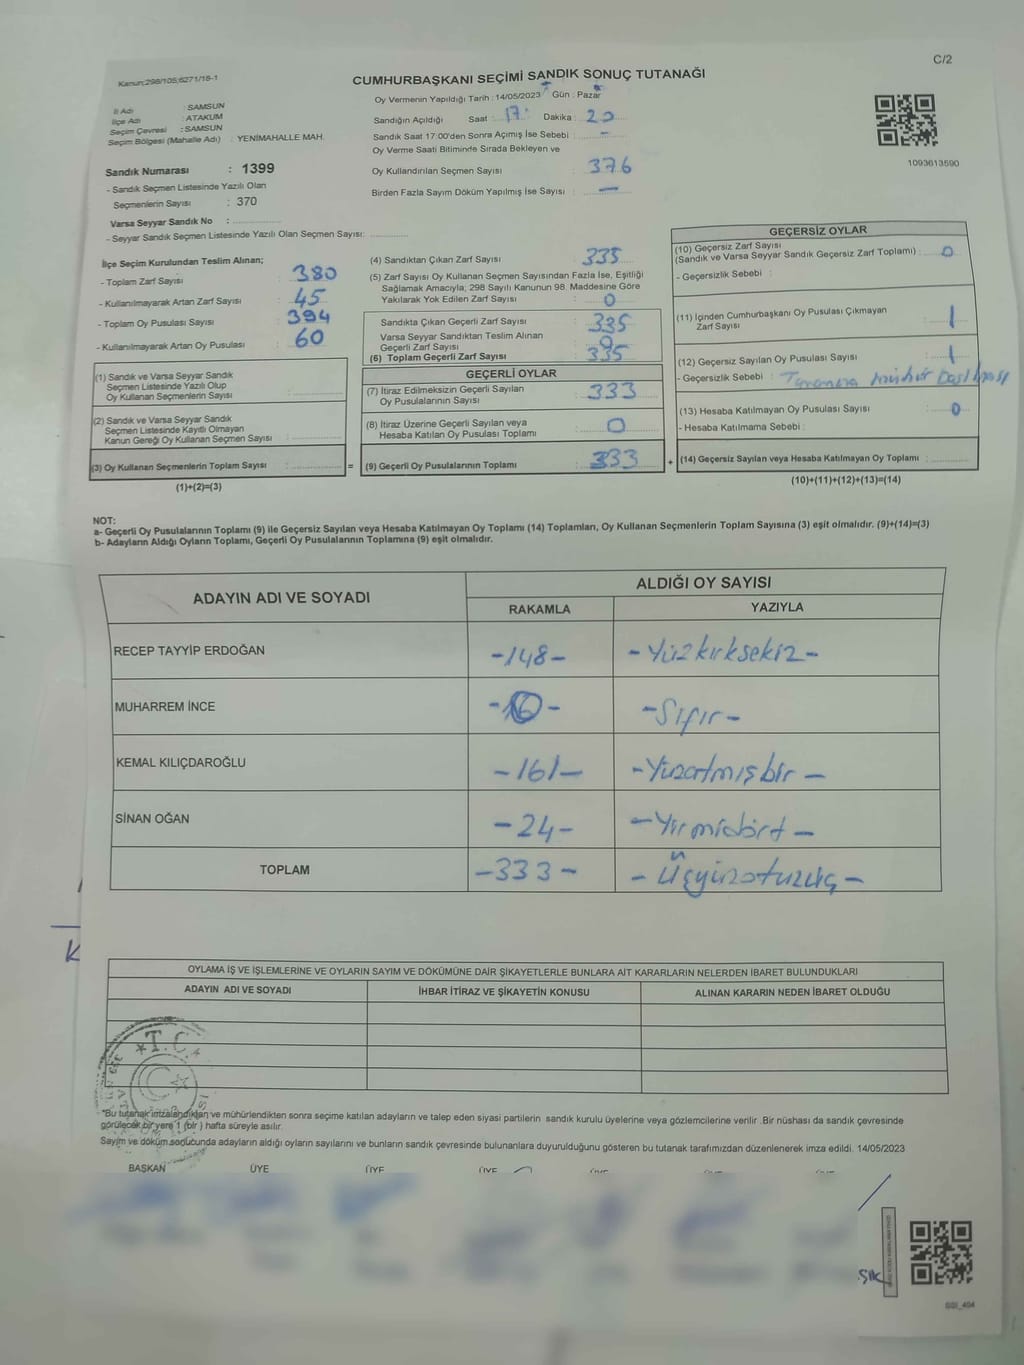 C/2
Kanun:298/105;6271/18-1
CUMHURBAŞKANI SEÇİMİ SANDIK SONUÇ TUTANAĞI
İl Adı : SAMSUN
İlçe Adı : ATAKUM
Seçim Çevresi : SAMSUN
Seçim Bölgesi (Mahalle Adı) : YENİMAHALLE MAH.
Sandık Numarası : 1399
- Sandık Seçmen Listesinde Yazılı Olan
Seçmenlerin Sayısı : 370
Varsa Seyyar Sandık No :
- Seyyar Sandık Seçmen Listesinde Yazılı Olan Seçmen Sayısı:
Oy Vermenin Yapıldığı Tarih : 14/05/2023 Gün : Pazar
Sandığın Açıldığı Saat : 17 Dakika : 20
Sandık Saat 17:00'den Sonra Açımış İse Sebebi : -
Oy Verme Saati Bitiminde Sırada Bekleyen ve
Oy Kullandırılan Seçmen Sayısı : 376
Birden Fazla Sayım Döküm Yapılmış İse Sayısı : -
1093613590
İlçe Seçim Kurulundan Teslim Alınan;
- Toplam Zarf Sayısı : 380
- Kullanılmayarak Artan Zarf Sayısı : 45
- Toplam Oy Pusulası Sayısı : 394
- Kullanılmayarak Artan Oy Pusulası : 60
(1) Sandık ve Varsa Seyyar Sandık
Seçmen Listesinde Yazılı Olup
Oy Kullanan Seçmenlerin Sayısı :
(2) Sandık ve Varsa Seyyar Sandık
Seçmen Listesinde Kayıtlı Olmayan
Kanun Gereği Oy Kullanan Seçmen Sayısı :
(3) Oy Kullanan Seçmenlerin Toplam Sayısı :
=
(1)+(2)=(3)
(4) Sandıktan Çıkan Zarf Sayısı : 335
(5) Zarf Sayısı Oy Kullanan Seçmen Sayısından Fazla İse, Eşitliği
Sağlamak Amacıyla; 298 Sayılı Kanunun 98. Maddesine Göre
Yakılarak Yok Edilen Zarf Sayısı : 0
Sandıkta Çıkan Geçerli Zarf Sayısı : 335
Varsa Seyyar Sandıktan Teslim Alınan
Geçerli Zarf Sayısı : 0
(6) Toplam Geçerli Zarf Sayısı : 335
GEÇERLİ OYLAR
(7) İtiraz Edilmeksizin Geçerli Sayılan
Oy Pusulalarının Sayısı : 333
(8) İtiraz Üzerine Geçerli Sayılan veya
Hesaba Katılan Oy Pusulası Toplamı : 0
(9) Geçerli Oy Pusulalarının Toplamı : 333
+
GEÇERSİZ OYLAR
(10) Geçersiz Zarf Sayısı
(Sandık ve Varsa Seyyar Sandık Geçersiz Zarf Toplamı) : 0
- Geçersizlik Sebebi :
(11) İçinden Cumhurbaşkanı Oy Pusulası Çıkmayan
Zarf Sayısı : 1
(12) Geçersiz Sayılan Oy Pusulası Sayısı : 1
- Geçersizlik Sebebi : mühür
(13) Hesaba Katılmayan Oy Pusulası Sayısı : 0
- Hesaba Katılmama Sebebi :
(14) Geçersiz Sayılan veya Hesaba Katılmayan Oy Toplamı :
(10)+(11)+(12)+(13)=(14)
NOT:
a- Geçerli Oy Pusulalarının Toplamı (9) ile Geçersiz Sayılan veya Hesaba Katılmayan Oy Toplamı (14) Toplamları, Oy Kullanan Seçmenlerin Toplam Sayısına (3) eşit olmalıdır. (9)+(14)=(3)
b- Adayların Aldığı Oyların Toplamı, Geçerli Oy Pusulalarının Toplamına (9) eşit olmalıdır.
ADAYIN ADI VE SOYADI
ALDIĞI OY SAYISI
RAKAMLA YAZIYLA
RECEP TAYYİP ERDOĞAN -148- -Yüzkırksekiz-
MUHARREM İNCE -0- -Sıfır-
KEMAL KILIÇDAROĞLU -161- -Yüzatmışbir-
SİNAN OĞAN -24- -Yirmidört-
TOPLAM -333- -Üçyüzotuzüç-
OYLAMA İŞ VE İŞLEMLERİNE VE OYLARIN SAYIM VE DÖKÜMÜNE DAİR ŞİKAYETLERLE BUNLARA AİT KARARLARIN NELERDEN İBARET BULUNDUKLARI
ADAYIN ADI VE SOYADI İHBAR İTİRAZ VE ŞİKAYETİN KONUSU ALINAN KARARIN NEDEN İBARET OLDUĞU
T.C.
*Bu tutanak imzalandıktan ve mühürlendikten sonra seçime katılan adayların ve talep eden siyasi partilerin sandık kurulu üyelerine veya gözlemcilerine verilir. Bir nüshası da sandık çevresinde
görülecek bir yere 1 (bir) hafta süreyle asılır.
Sayım ve döküm sonucunda adayların aldığı oyların sayılarını ve bunların sandık çevresinde bulunanlara duyurulduğunu gösteren bu tutanak tarafımızdan düzenlenerek imza edildi. 14/05/2023
BAŞKAN ÜYE ÜYE ÜYE
ŞIK